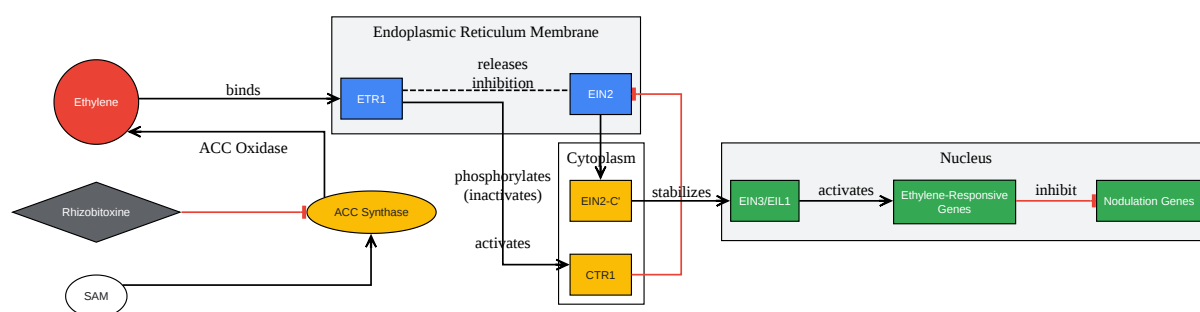 Endoplasmic Reticulum Membrane
releases
inhibition
Ethylene
binds
ETR1
EIN2
ACC Oxidase
Cytoplasm
Nucleus
phosphorylates
(inactivates)
EIN2-C'
stabilizes
EIN3/EIL1
activates
Ethylene-Responsive
Genes
inhibit
Nodulation Genes
Rhizobitoxine
ACC Synthase
activates
CTR1
SAM